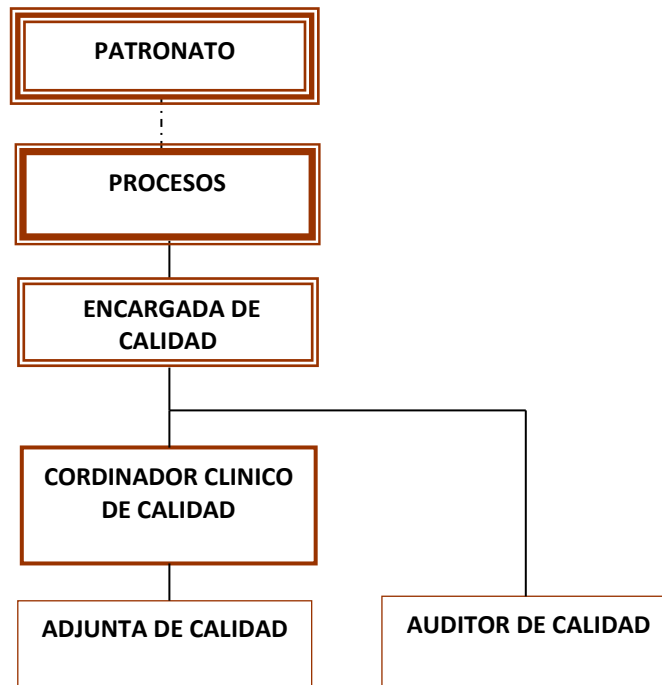 PATRONATO
PROCESOS
ENCARGADA DE
CALIDAD
CORDINADOR CLINICO
DE CALIDAD
ADJUNTA DE CALIDAD
AUDITOR DE CALIDAD